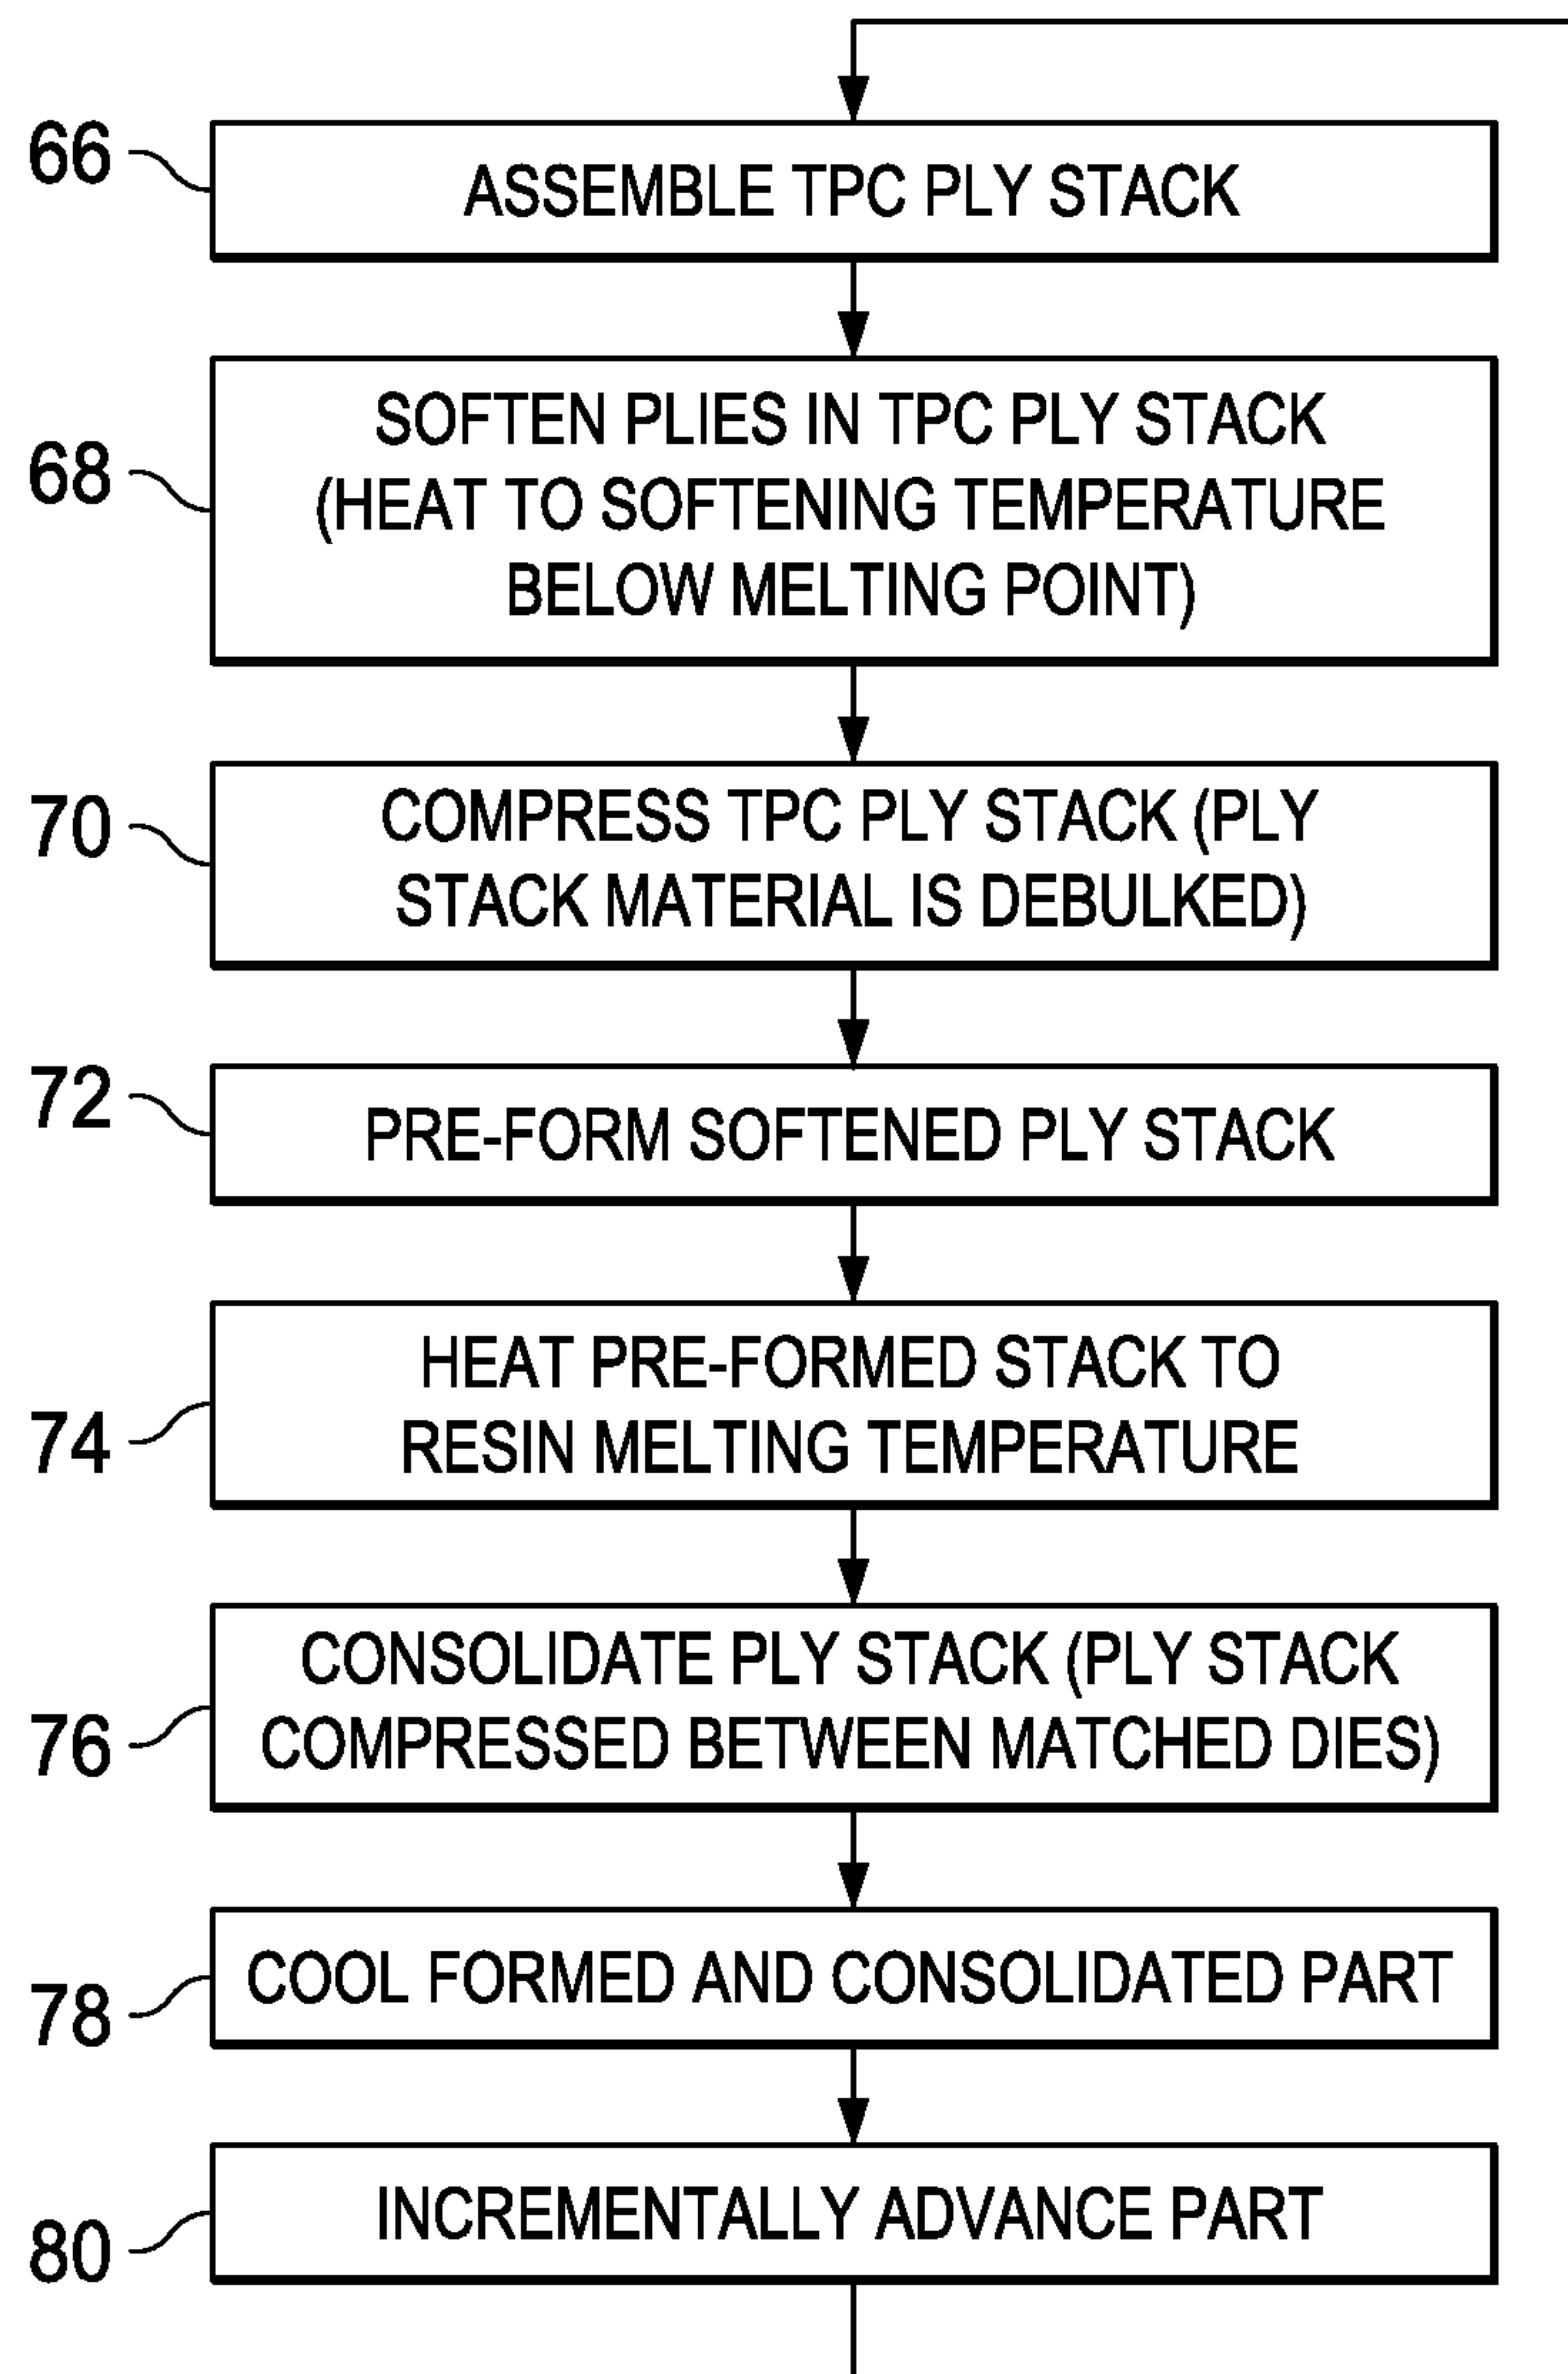 66
ASSEMBLE TPC PLY STACK
68
SOFTEN PLIES IN TPC PLY STACK
(HEAT TO SOFTENING TEMPERATURE
BELOW MELTING POINT)
70
COMPRESS TPC PLY STACK (PLY
STACK MATERIAL IS DEBULKED)
72
PRE-FORM SOFTENED PLY STACK
74
HEAT PRE-FORMED STACK TO
RESIN MELTING TEMPERATURE
76
CONSOLIDATE PLY STACK (PLY STACK
COMPRESSED BETWEEN MATCHED DIES)
78
COOL FORMED AND CONSOLIDATED PART
80
INCREMENTALLY ADVANCE PART